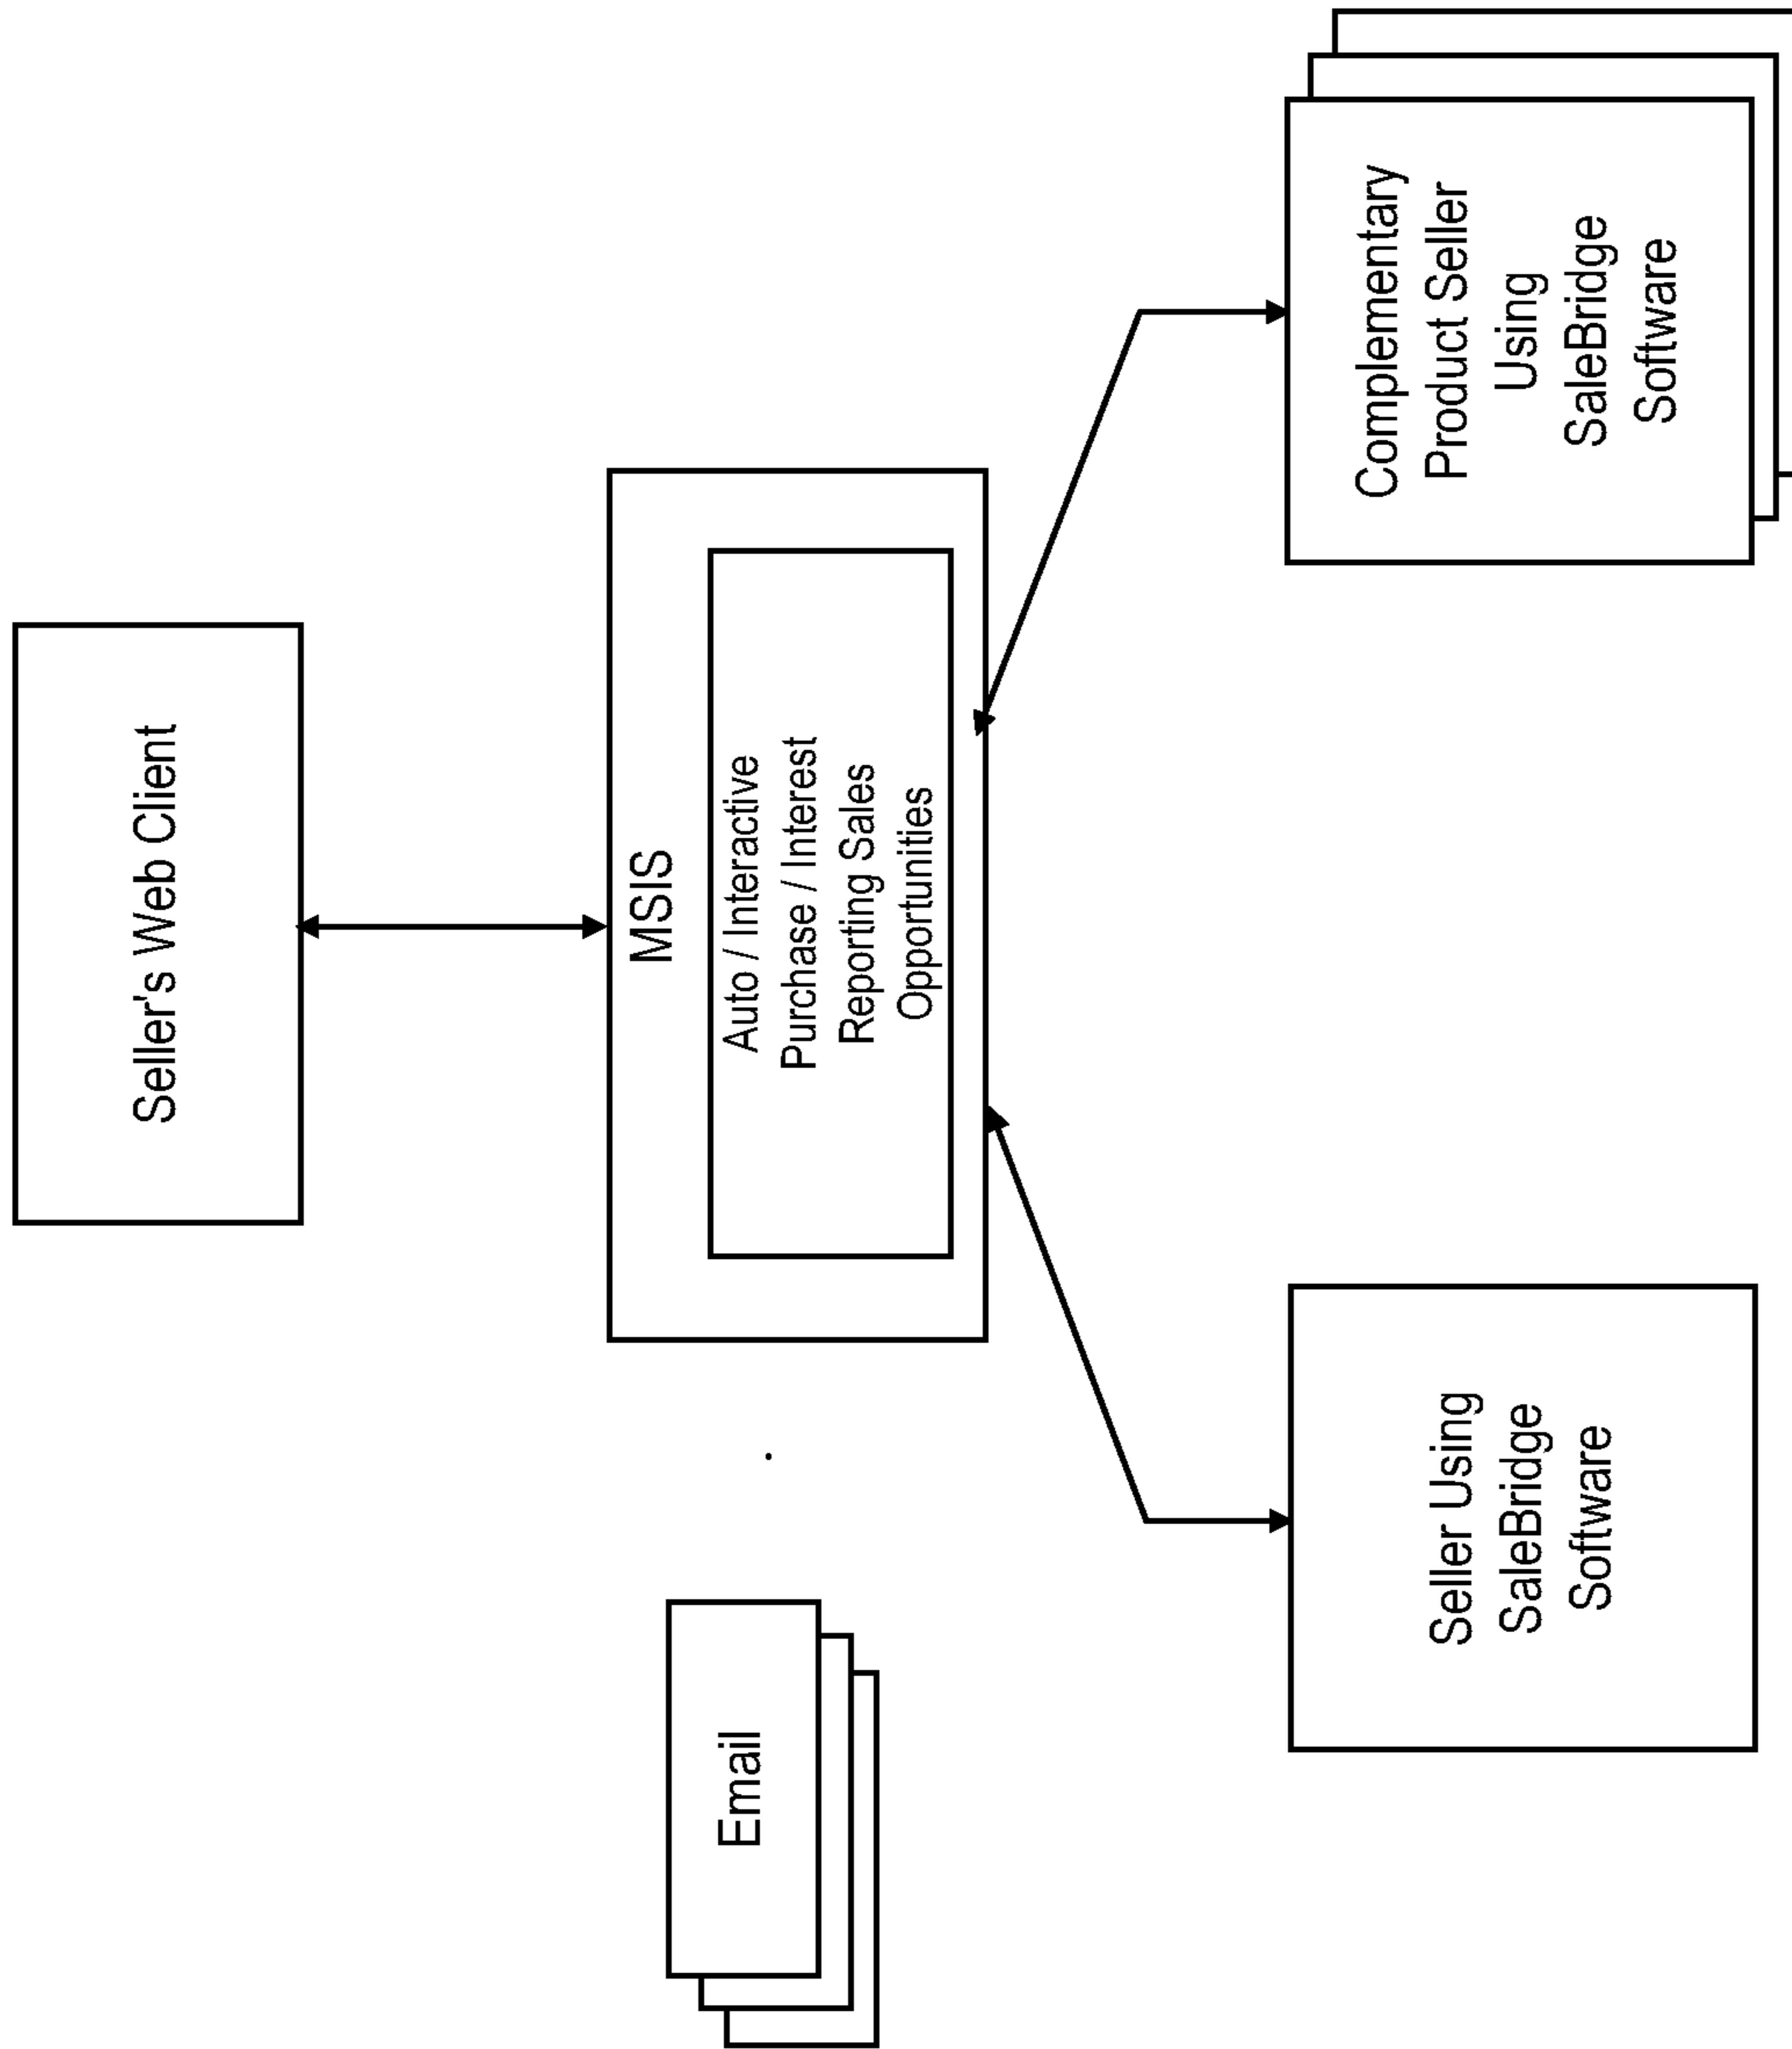 Seller's Web Client
MSIS
Auto / Interactive
Purchase / Interest
Reporting Sales
Opportunities
Email
Seller Using
SaleBridge
Software
Complementary
Product Seller
Using
SaleBridge
Software